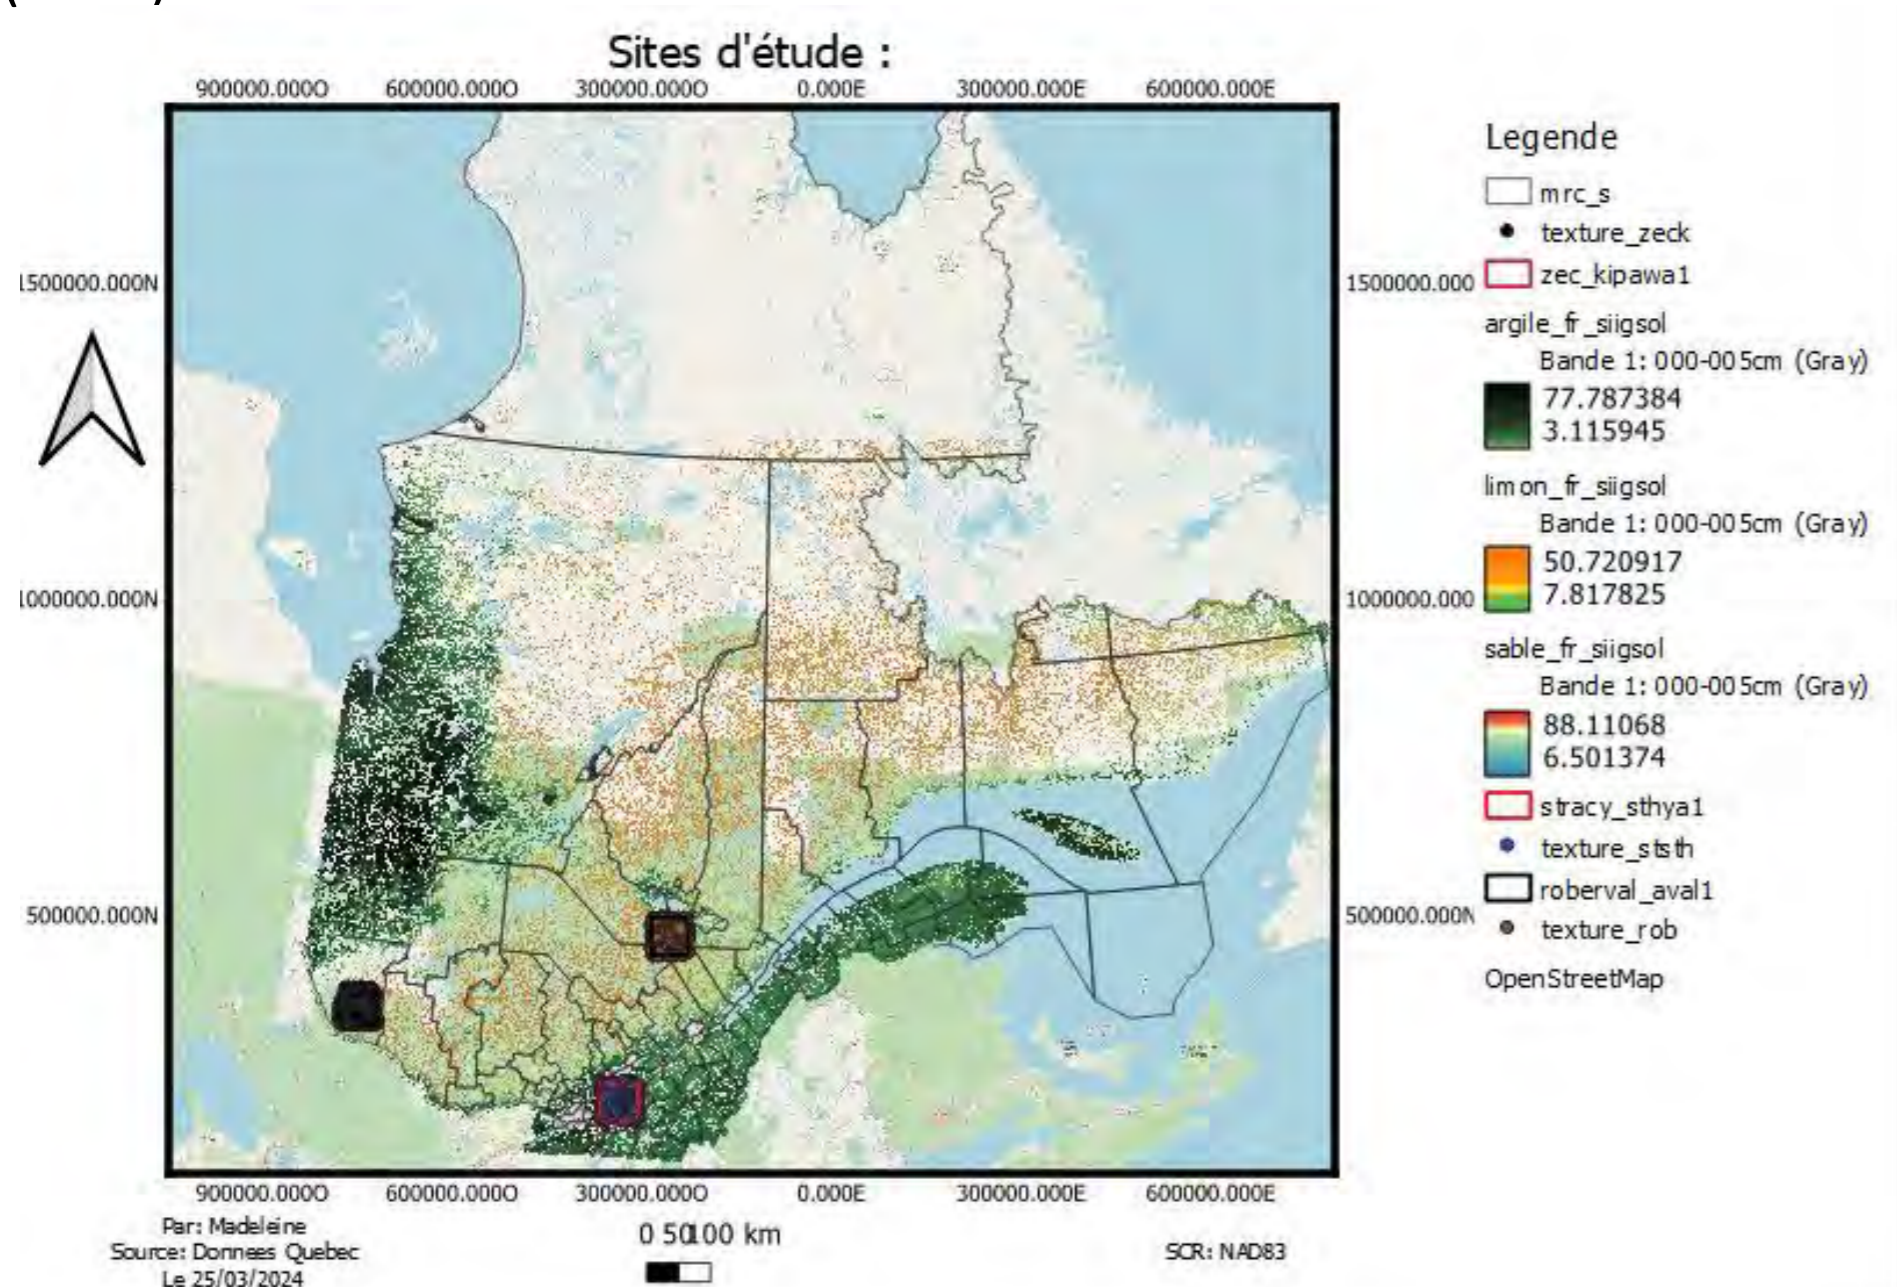 Sites d'étude :
900000.000O 600000.000O 300000.000O 0.000E 300000.000E 600000.000E
1500000.000N
1000000.000N
500000.000N
1500000.000
1000000.000
500000.000N
Legende
mrc_s
texture_zeck
zec_kipawa1
argile_fr_siigsol
Bande 1: 000-005cm (Gray)
77.787384
3.115945
limon_fr_siigsol
Bande 1: 000-005cm (Gray)
50.720917
7.817825
sable_fr_siigsol
Bande 1: 000-005cm (Gray)
88.11068
6.501374
stracy_sthya1
texture_ststh
roberval_aval1
texture_rob
OpenStreetMap
900000.000O 600000.000O 300000.000O 0.000E 300000.000E 600000.000E
Par: Madeleine
Source: Donnees Quebec
Le 25/03/2024
0 50100 km
SCR: NAD83